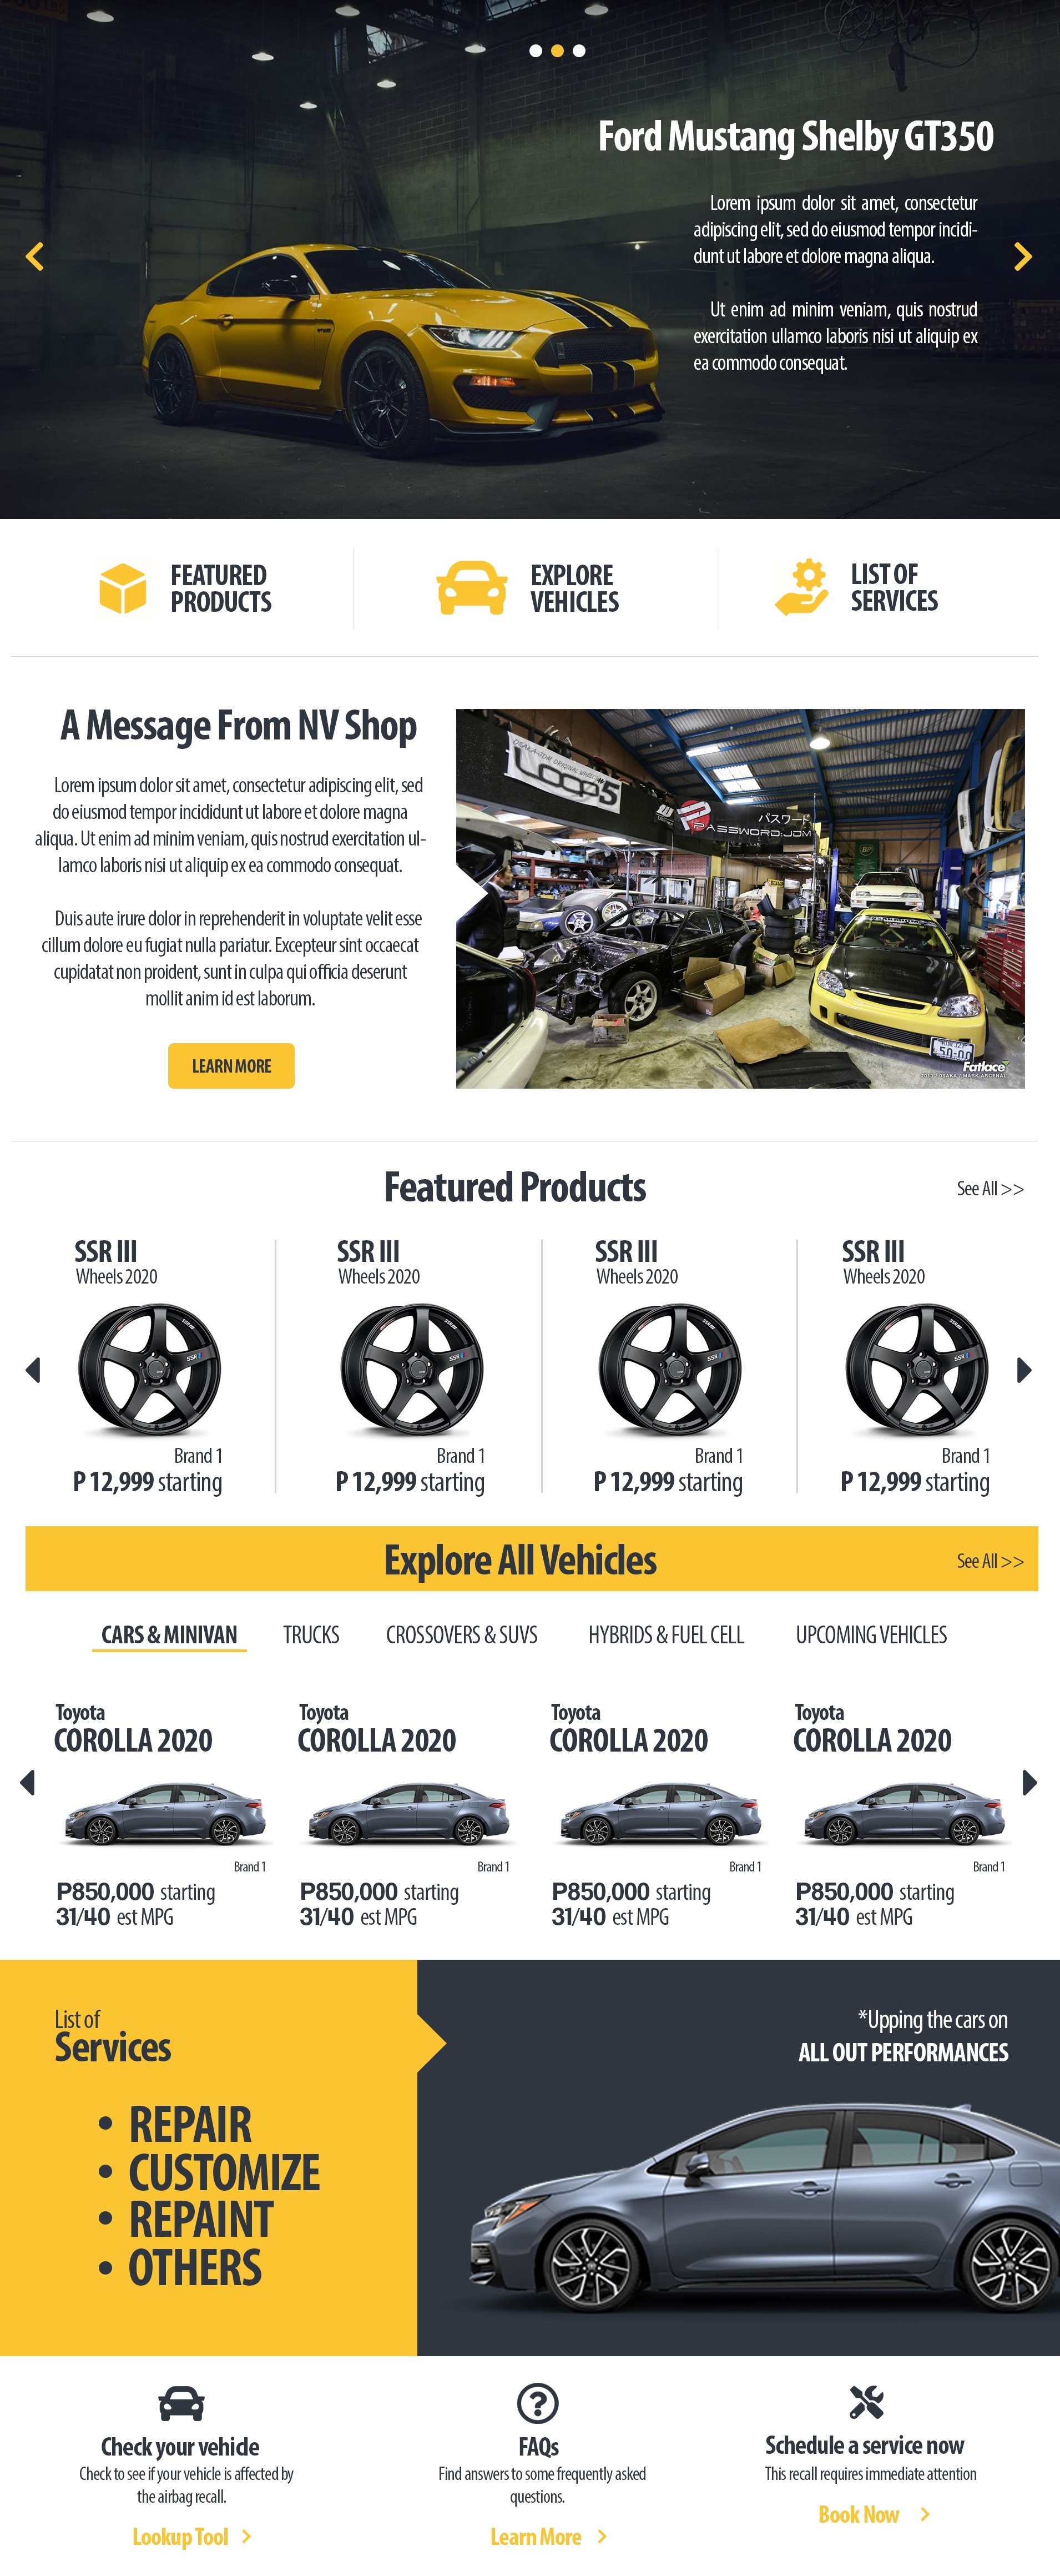 Ford Mustang Shelby GT350
Lorem ipsum dolor sit amet, consectetur
adipiscing elit, sed do eiusmod tempor incidi-
dunt ut labore et dolore magna aliqua.
Ut enim ad minim veniam, quis nostrud
exercitation ullamco laboris nisi ut aliquip ex
ea commodo consequat.
FEATURED
PRODUCTS
EXPLORE
VEHICLES
LIST OF
SERVICES
A Message From NV Shop
Lorem ipsum dolor sit amet, consectetur adipiscing elit, sed
do eiusmod tempor incididunt ut labore et dolore magna
aliqua. Ut enim ad minim veniam, quis nostrud exercitation ul-
lamco laboris nisi ut aliquip ex ea commodo consequat.
Duis aute irure dolor in reprehenderit in voluptate velit esse
cillum dolore eu fugiat nulla pariatur. Excepteur sint occaecat
cupidatat non proident, sunt in culpa qui officia deserunt
mollit anim id est laborum.
LEARN MORE
パスワード
PASSWORD:JDM
BP
50-00
Fatlace
Featured Products
See All >>
SSR III
Wheels 2020
SSR
Brand 1
P 12,999 starting
SSR III
Wheels 2020
SSR
Brand 1
P 12,999 starting
SSR III
Wheels 2020
SSR
Brand 1
P 12,999 starting
SSR III
Wheels 2020
SSR
Brand 1
P 12,999 starting
Explore All Vehicles
See All >>
CARS & MINIVAN
TRUCKS
CROSSOVERS & SUVS
HYBRIDS & FUEL CELL
UPCOMING VEHICLES
Toyota
COROLLA 2020
Brand 1
P850,000 starting
31/40 est MPG
Toyota
COROLLA 2020
Brand 1
P850,000 starting
31/40 est MPG
Toyota
COROLLA 2020
Brand 1
P850,000 starting
31/40 est MPG
Toyota
COROLLA 2020
Brand 1
P850,000 starting
31/40 est MPG
List of
Services
• REPAIR
• CUSTOMIZE
• REPAINT
• OTHERS
*Upping the cars on
ALL OUT PERFORMANCES
Check your vehicle
Check to see if your vehicle is affected by
the airbag recall.
Lookup Tool >
FAQs
Find answers to some frequently asked
questions.
Learn More >
Schedule a service now
This recall requires immediate attention
Book Now >